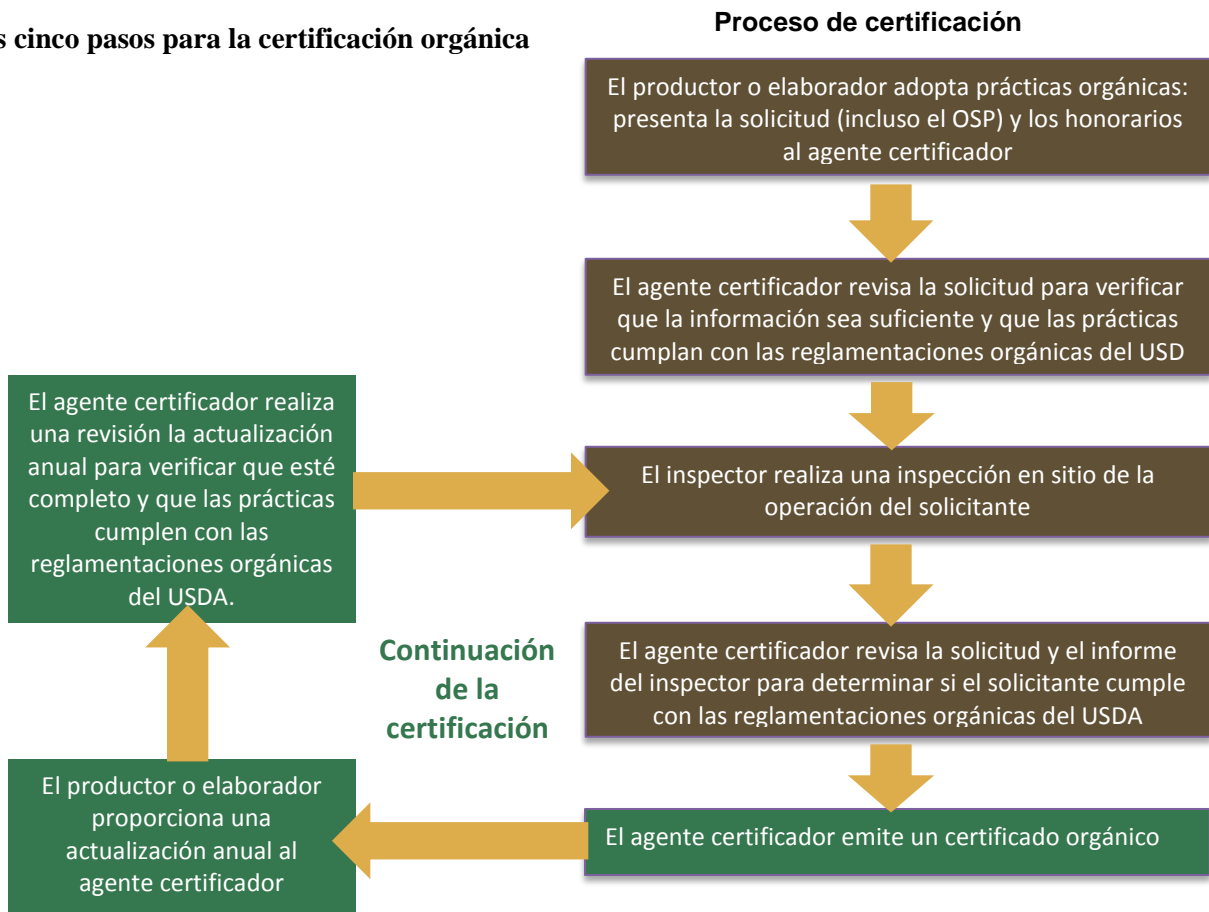 s cinco pasos para la certificación orgánica
Proceso de certificación
El productor o elaborador adopta prácticas orgánicas:
presenta la solicitud (incluso el OSP) y los honorarios
al agente certificador
El agente certificador revisa la solicitud para verificar
que la información sea suficiente y que las prácticas
cumplan con las reglamentaciones orgánicas del USD
El inspector realiza una inspección en sitio de la
operación del solicitante
El agente certificador revisa la solicitud y el informe
del inspector para determinar si el solicitante cumple
con las reglamentaciones orgánicas del USDA
El agente certificador emite un certificado orgánico
Continuación
de la
certificación
El productor o elaborador
proporciona una
actualización anual al
agente certificador
El agente certificador realiza
una revisión la actualización
anual para verificar que esté
completo y que las prácticas
cumplen con las
reglamentaciones orgánicas
del USDA.